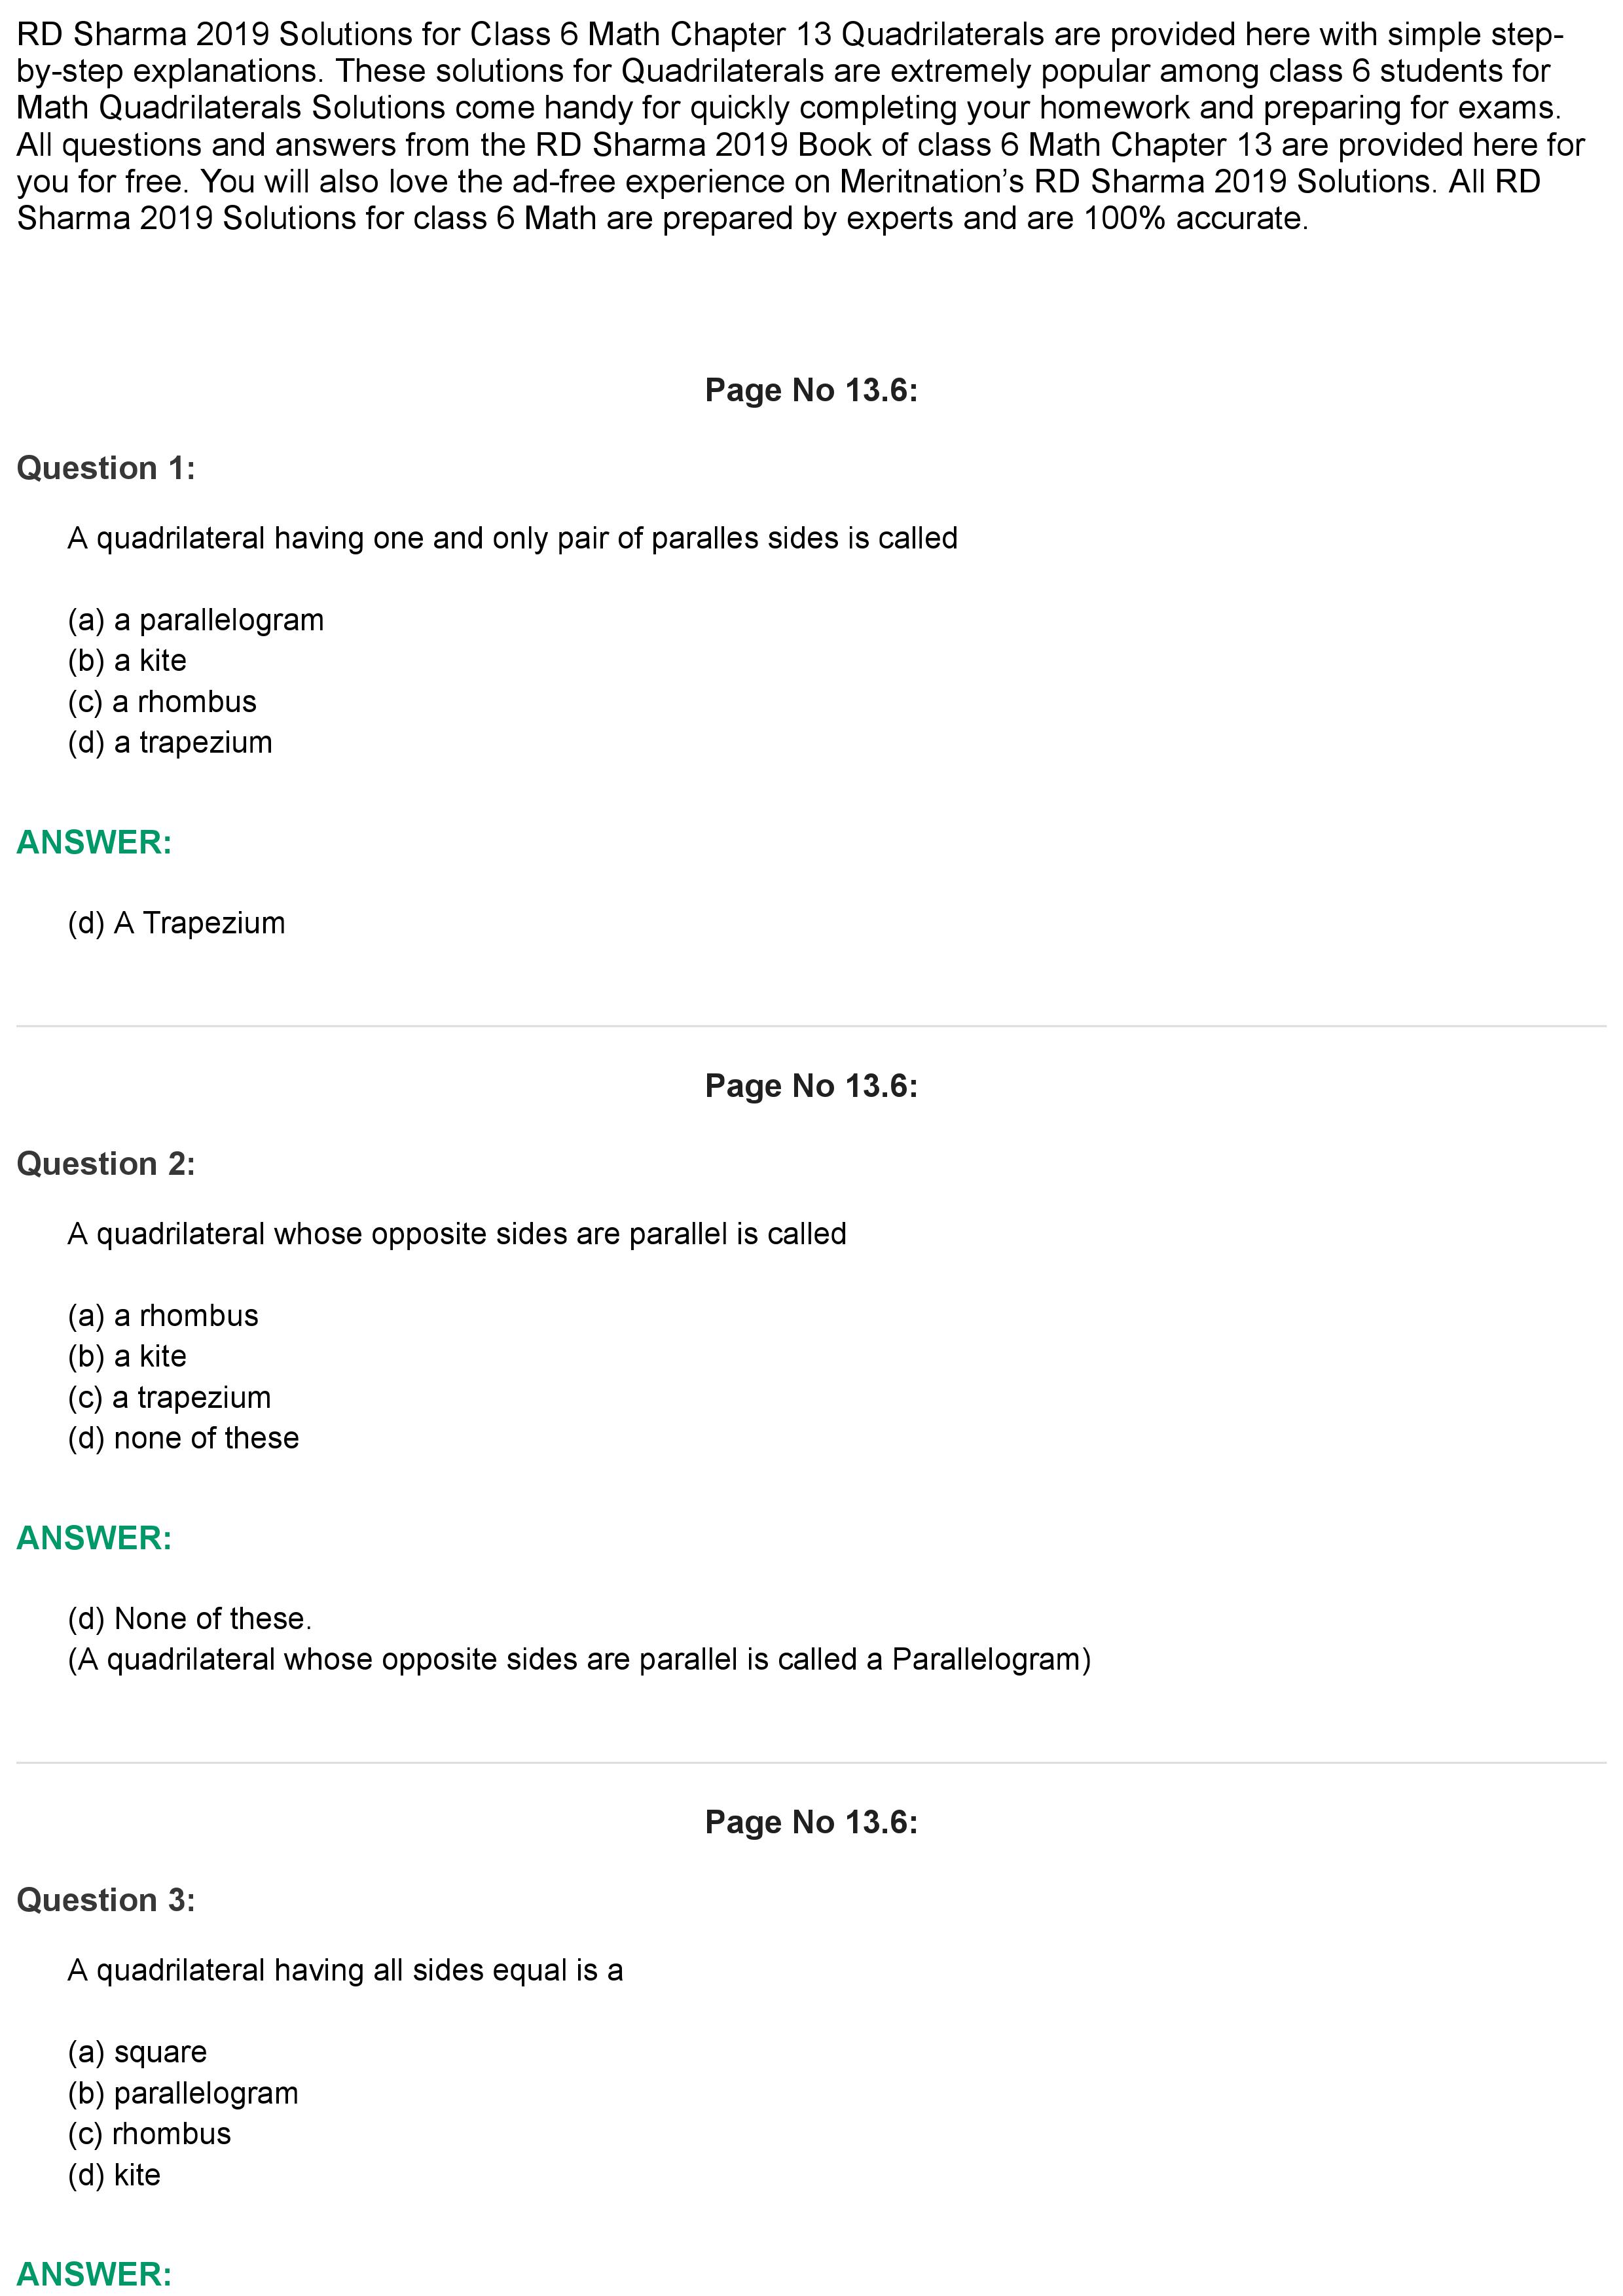 RD Sharma 2019 Solutions for Class 6 Math Chapter 13 Quadrilaterals are provided here with simple step-
by-step explanations. These solutions for Quadrilaterals are extremely popular among class 6 students for
Math Quadrilaterals Solutions come handy for quickly completing your homework and preparing for exams.
All questions and answers from the RD Sharma 2019 Book of class 6 Math Chapter 13 are provided here for
you for free. You will also love the ad-free experience on Meritnation’s RD Sharma 2019 Solutions. All RD
Sharma 2019 Solutions for class 6 Math are prepared by experts and are 100% accurate.
Page No 13.6:
Question 1:
A quadrilateral having one and only pair of paralles sides is called
(a) a parallelogram
(b) a kite
(c) a rhombus
(d) a trapezium
ANSWER:
(d) A Trapezium
Page No 13.6:
Question 2:
A quadrilateral whose opposite sides are parallel is called
(a) a rhombus
(b) a kite
(c) a trapezium
(d) none of these
ANSWER:
(d) None of these.
(A quadrilateral whose opposite sides are parallel is called a Parallelogram)
Page No 13.6:
Question 3:
A quadrilateral having all sides equal is a
(a) square
(b) parallelogram
(c) rhombus
(d) kite
ANSWER: